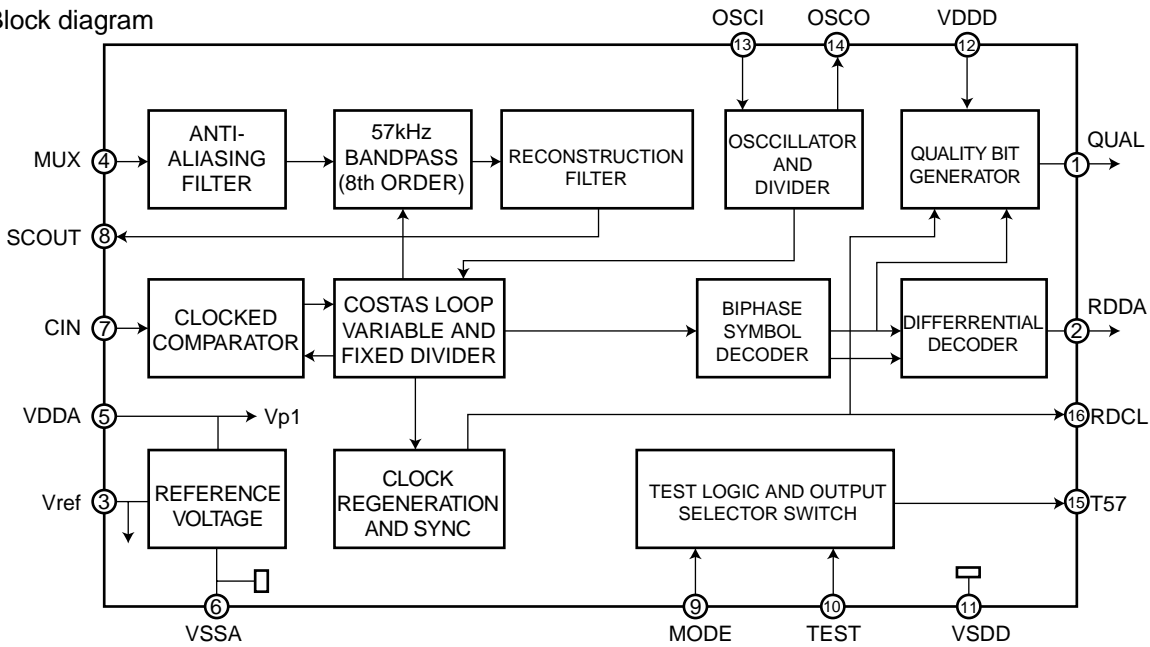 Block diagram
OSCI OSCO VDDD
13 14 12
MUX 4
ANTI-
ALIASING
FILTER
57kHz
BANDPASS
(8th ORDER)
RECONSTRUCTION
FILTER
OSCCILLATOR
AND
DIVIDER
QUALITY BIT
GENERATOR
1 QUAL
SCOUT 8
CIN 7
CLOCKED
COMPARATOR
COSTAS LOOP
VARIABLE AND
FIXED DIVIDER
BIPHASE
SYMBOL
DECODER
DIFFERRENTIAL
DECODER
2 RDDA
VDDA 5 Vp1
16 RDCL
Vref 3
REFERENCE
VOLTAGE
CLOCK
REGENERATION
AND SYNC
TEST LOGIC AND OUTPUT
SELECTOR SWITCH
15 T57
6 9 10 11
VSSA MODE TEST VSDD